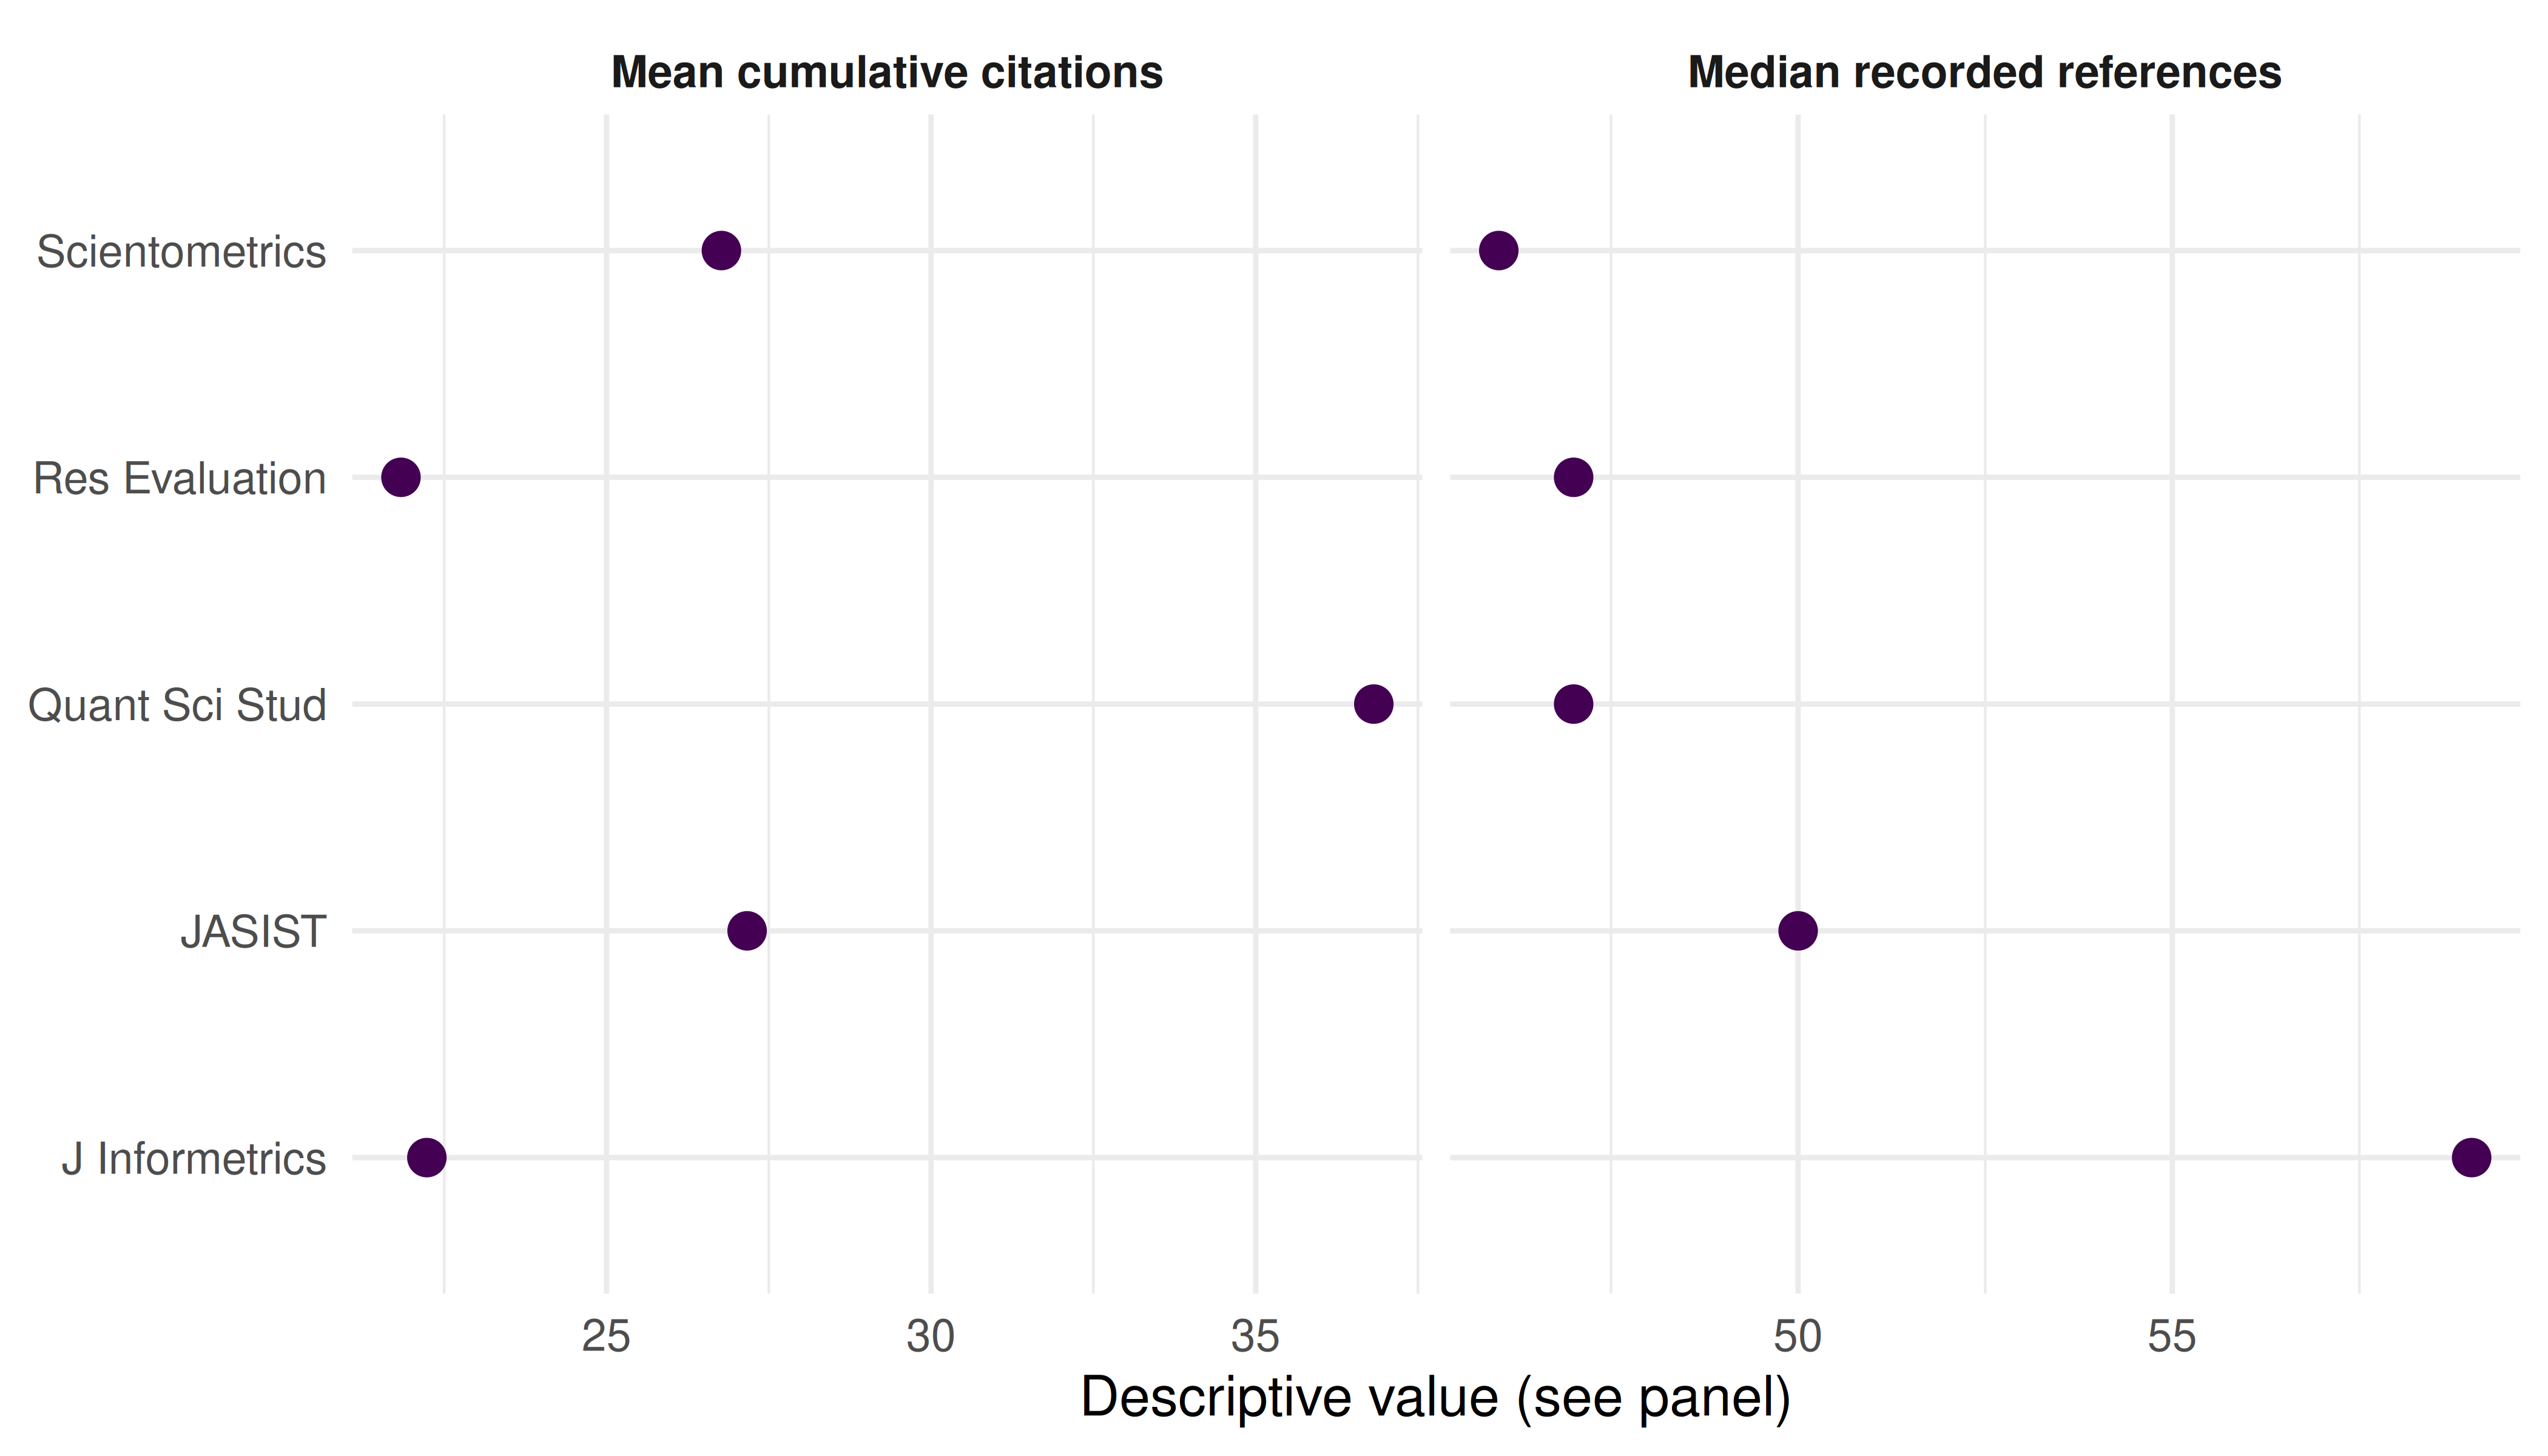 Mean cumulative citations
Median recorded references
Scientometrics
Res Evaluation
Quant Sci Stud
JASIST
J Informetrics
25 30 35 50 55
Descriptive value (see panel)